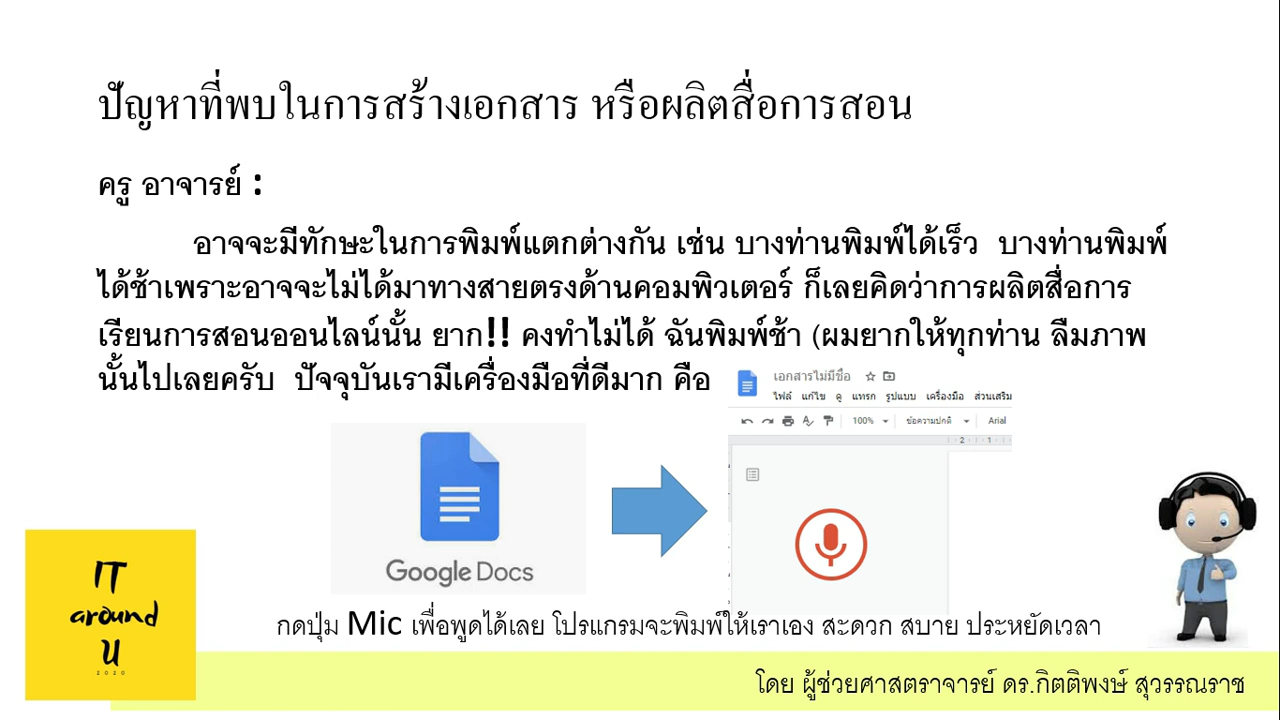 ปัญหาที่พบในการสร้างเอกสาร หรือผลิตสื่อการสอน
ครู อาจารย์ :
อาจจะมีทักษะในการพิมพ์แตกต่างกัน เช่น บางท่านพิมพ์ได้เร็ว บางท่านพิมพ์
ได้ช้าเพราะอาจจะไม่ได้มาทางสายตรงด้านคอมพิวเตอร์ ก็เลยคิดว่าการผลิตสื่อการ
เรียนการสอนออนไลน์นั้น ยาก!! คงทำไม่ได้ ฉันพิมพ์ช้า (ผมยากให้ทุกท่าน ลืมภาพ
นั้นไปเลยครับ ปัจจุบันเรามีเครื่องมือที่ดีมาก คือ
เอกสารไม่มีชื่อ
ไฟล์ แก้ไข ดู แทรก รูปแบบ เครื่องมือ ส่วนเสริม
100% ข้อความปกติ Arial
2 1
Google Docs
กดปุ่ม Mic เพื่อพูดได้เลย โปรแกรมจะพิมพ์ให้เราเอง สะดวก สบาย ประหยัดเวลา
IT
around
U
2020
โดย ผู้ช่วยศาสตราจารย์ ดร.กิตติพงษ์ สุวรรณราช